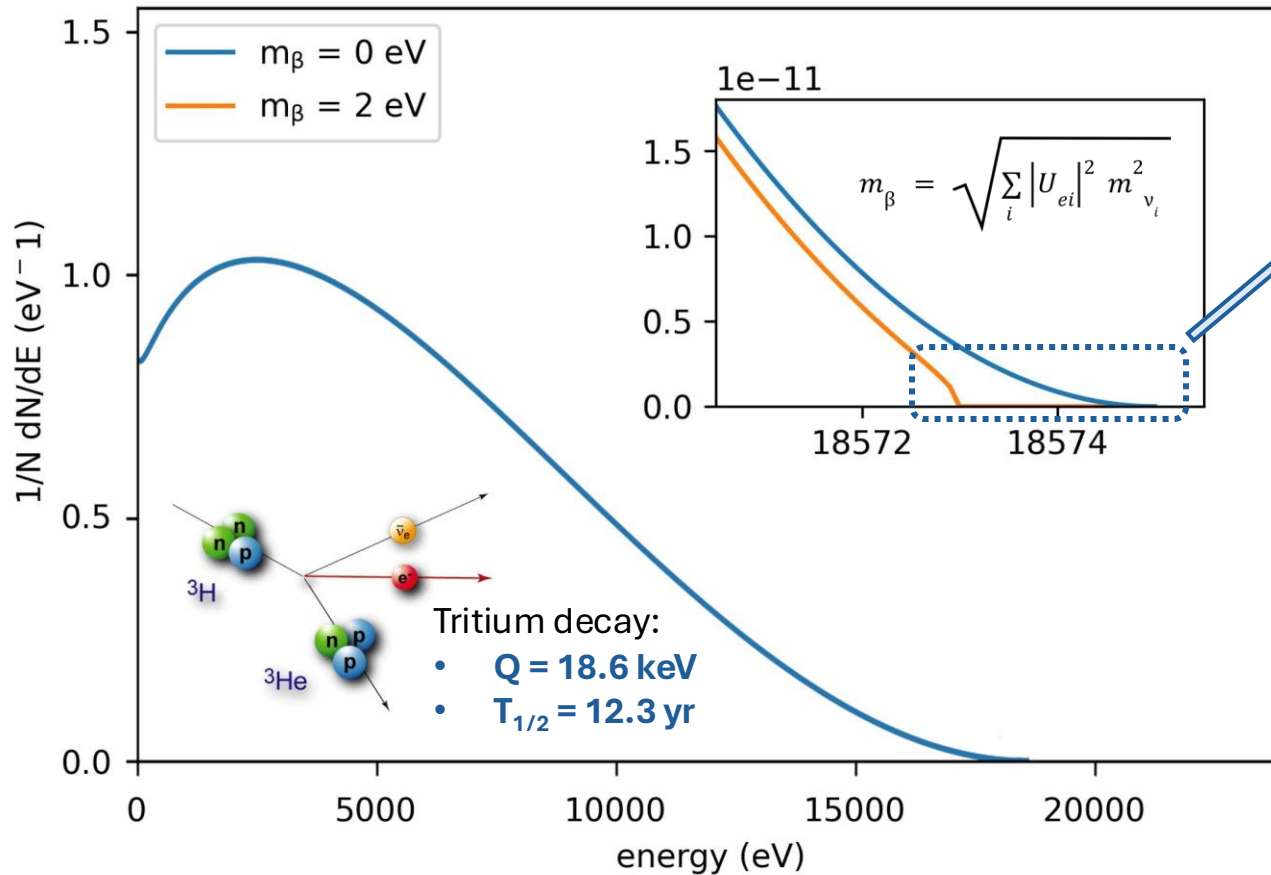 1.5
1.0
0.5
0.0
1/N dN/dE (eV⁻1)
m_β = 0 eV
m_β = 2 eV
1e−11
1.5
1.0
0.5
0.0
m_β = √ Σ_i |U_ei|² m²_ν_i
18572 18574
n n p
³H
ν̄_e
e⁻
n p p
³He
Tritium decay:
• Q = 18.6 keV
• T_1/2 = 12.3 yr
0 5000 10000 15000 20000
energy (eV)